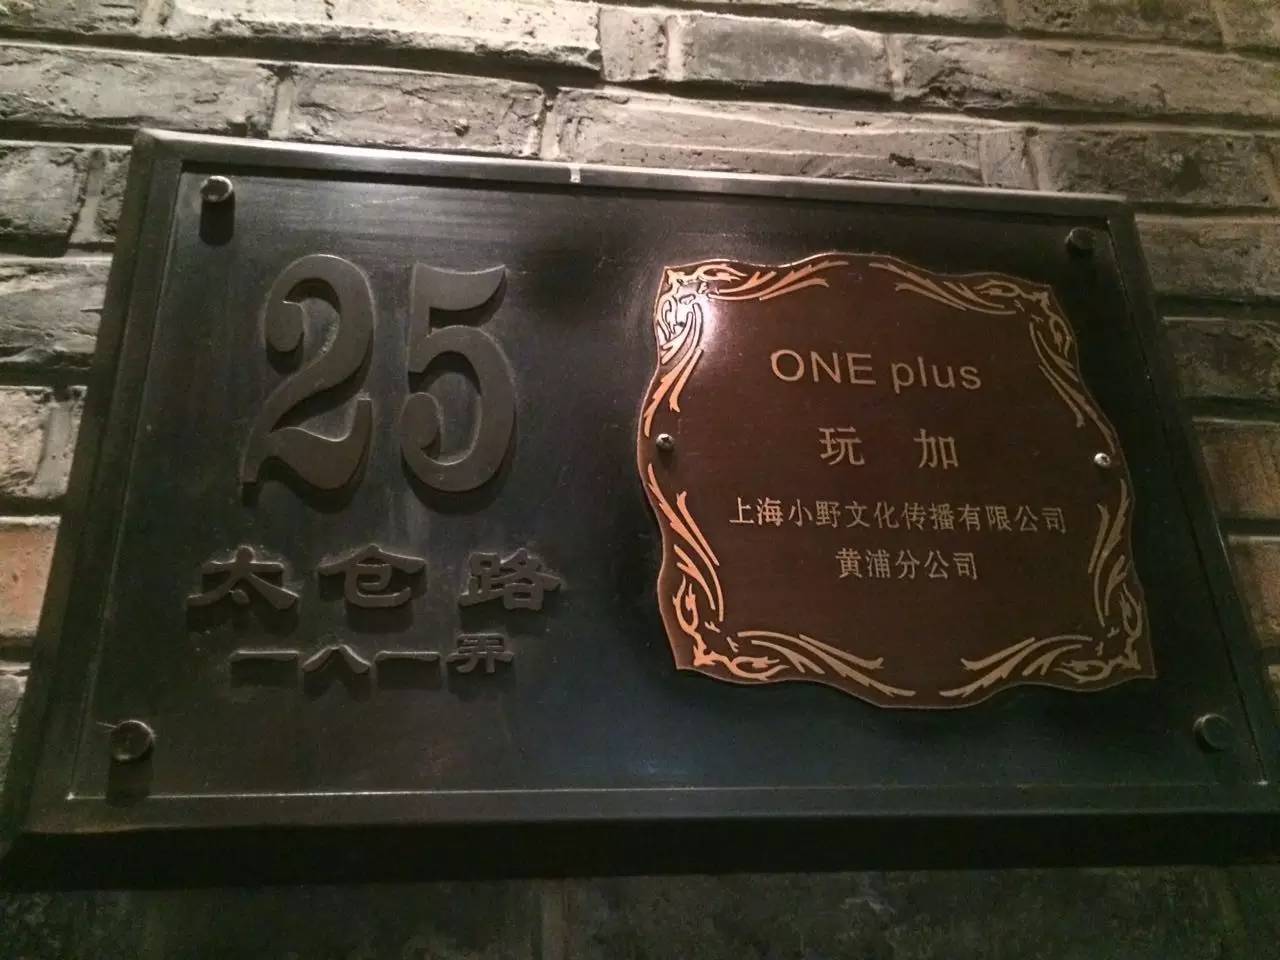 25
太仓路
一八一弄
ONE plus
玩 加
上海小野文化传播有限公司
黄浦分公司